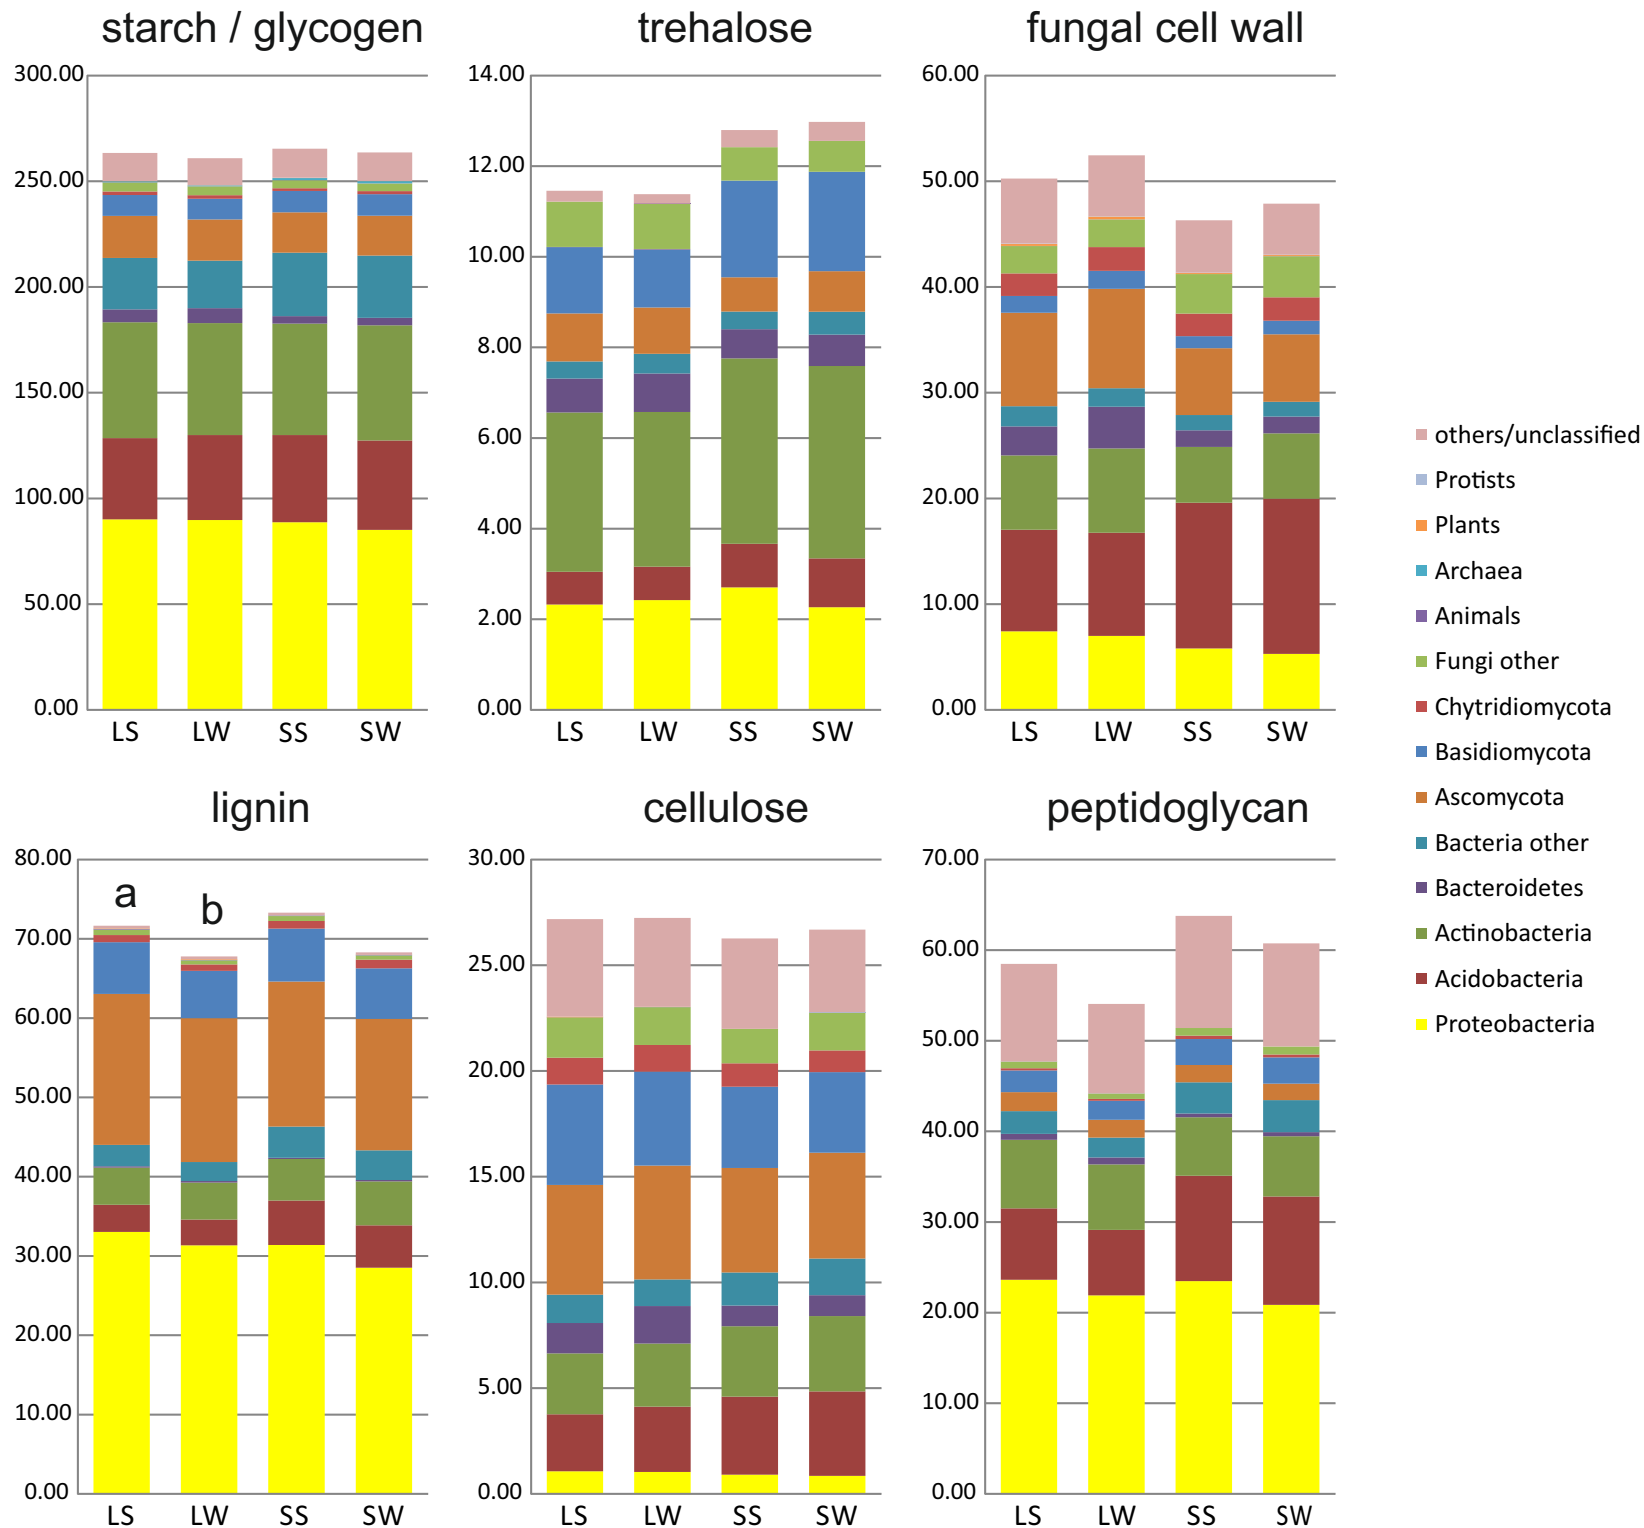 starch / glycogen
trehalose
fungal cell wall
300.00
250.00
200.00
150.00
100.00
50.00
0.00
LS LW SS SW
14.00
12.00
10.00
8.00
6.00
4.00
2.00
0.00
LS LW SS SW
60.00
50.00
40.00
30.00
20.00
10.00
0.00
LS LW SS SW
lignin
cellulose
peptidoglycan
80.00
70.00
60.00
50.00
40.00
30.00
20.00
10.00
0.00
a
b
LS LW SS SW
30.00
25.00
20.00
15.00
10.00
5.00
0.00
LS LW SS SW
70.00
60.00
50.00
40.00
30.00
20.00
10.00
0.00
LS LW SS SW
others/unclassified
Protists
Plants
Archaea
Animals
Fungi other
Chytridiomycota
Basidiomycota
Ascomycota
Bacteria other
Bacteroidetes
Actinobacteria
Acidobacteria
Proteobacteria